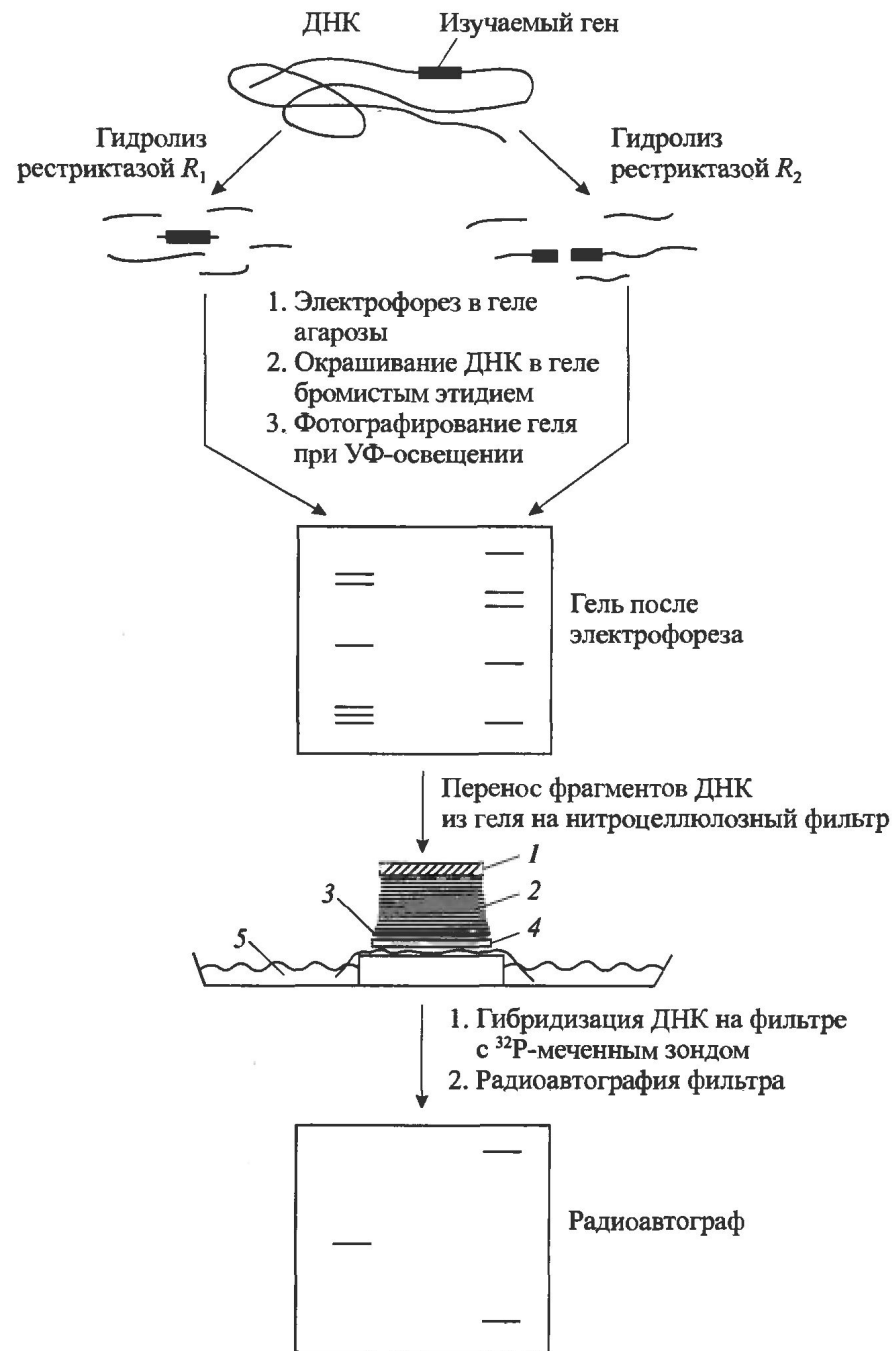 ДНК
Изучаемый ген
Гидролиз
рестриктазой R₁
Гидролиз
рестриктазой R₂
1. Электрофорез в геле
агарозы
2. Окрашивание ДНК в геле
бромистым этидием
3. Фотографирование геля
при УФ-освещении
Гель после
электрофореза
Перенос фрагментов ДНК
из геля на нитроцеллюлозный фильтр
1
2
3
4
5
1. Гибридизация ДНК на фильтре
с ³²P-меченным зондом
2. Радиоавтография фильтра
Радиоавтограф